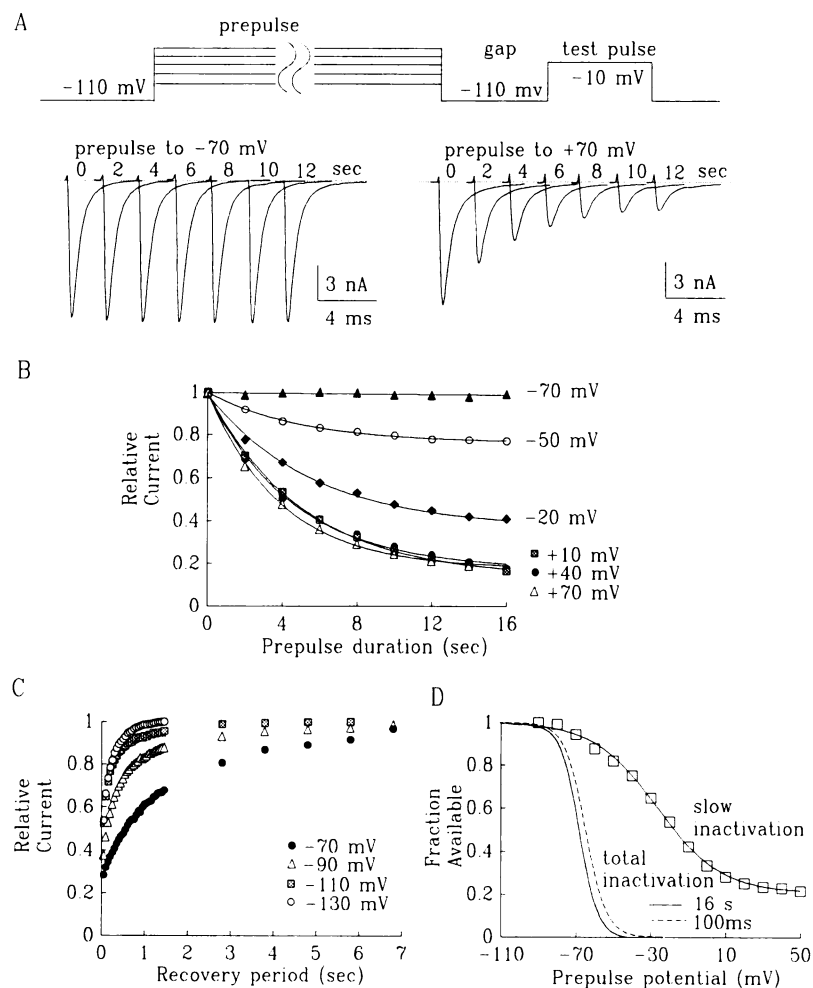 A
prepulse
gap
test pulse
-110 mV
-110 mv
-10 mV
prepulse to -70 mV
0 2 4 6 8 10 12 sec
3 nA
4 ms
prepulse to +70 mV
0 2 4 6 8 10 12 sec
3 nA
4 ms
B
Relative
Current
1
0.8
0.6
0.4
0.2
0
0 4 8 12 16
Prepulse duration (sec)
-70 mV
-50 mV
-20 mV
+10 mV
+40 mV
+70 mV
C
Relative
Current
1
0.8
0.6
0.4
0.2
0
0 1 2 3 4 5 6 7
Recovery period (sec)
-70 mV
-90 mV
-110 mV
-130 mV
D
Fraction
Available
1
0.8
0.6
0.4
0.2
0
-110 -70 -30 10 50
Prepulse potential (mV)
slow
inactivation
total
inactivation
16 s
100ms